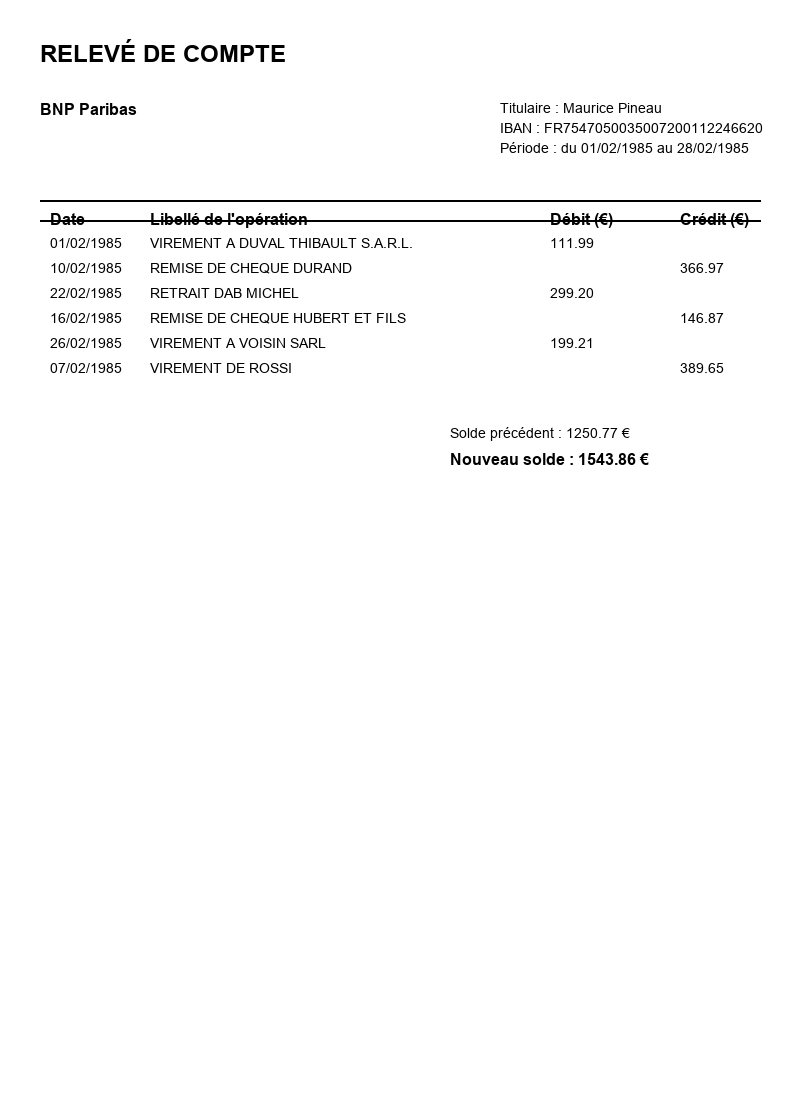 RELEVÉ DE COMPTE
BNP Paribas
Titulaire : Maurice Pineau
IBAN : FR7547050035007200112246620
Période : du 01/02/1985 au 28/02/1985
Date Libellé de l'opération Débit (€) Crédit (€)
01/02/1985 VIREMENT A DUVAL THIBAULT S.A.R.L. 111.99
10/02/1985 REMISE DE CHEQUE DURAND 366.97
22/02/1985 RETRAIT DAB MICHEL 299.20
16/02/1985 REMISE DE CHEQUE HUBERT ET FILS 146.87
26/02/1985 VIREMENT A VOISIN SARL 199.21
07/02/1985 VIREMENT DE ROSSI 389.65
Solde précédent : 1250.77 €
Nouveau solde : 1543.86 €